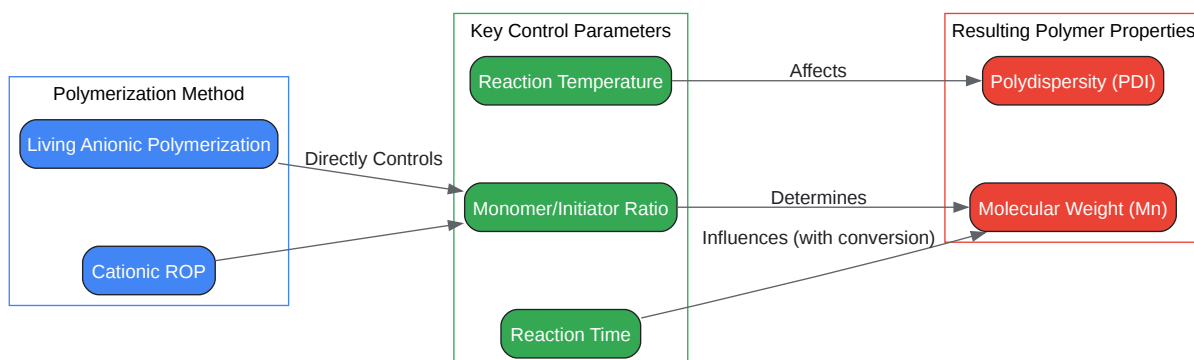 Polymerization Method
Living Anionic Polymerization
Cationic ROP
Directly Controls
Key Control Parameters
Reaction Temperature
Monomer/Initiator Ratio
Reaction Time
Affects
Determines
Influences (with conversion)
Resulting Polymer Properties
Polydispersity (PDI)
Molecular Weight (Mn)